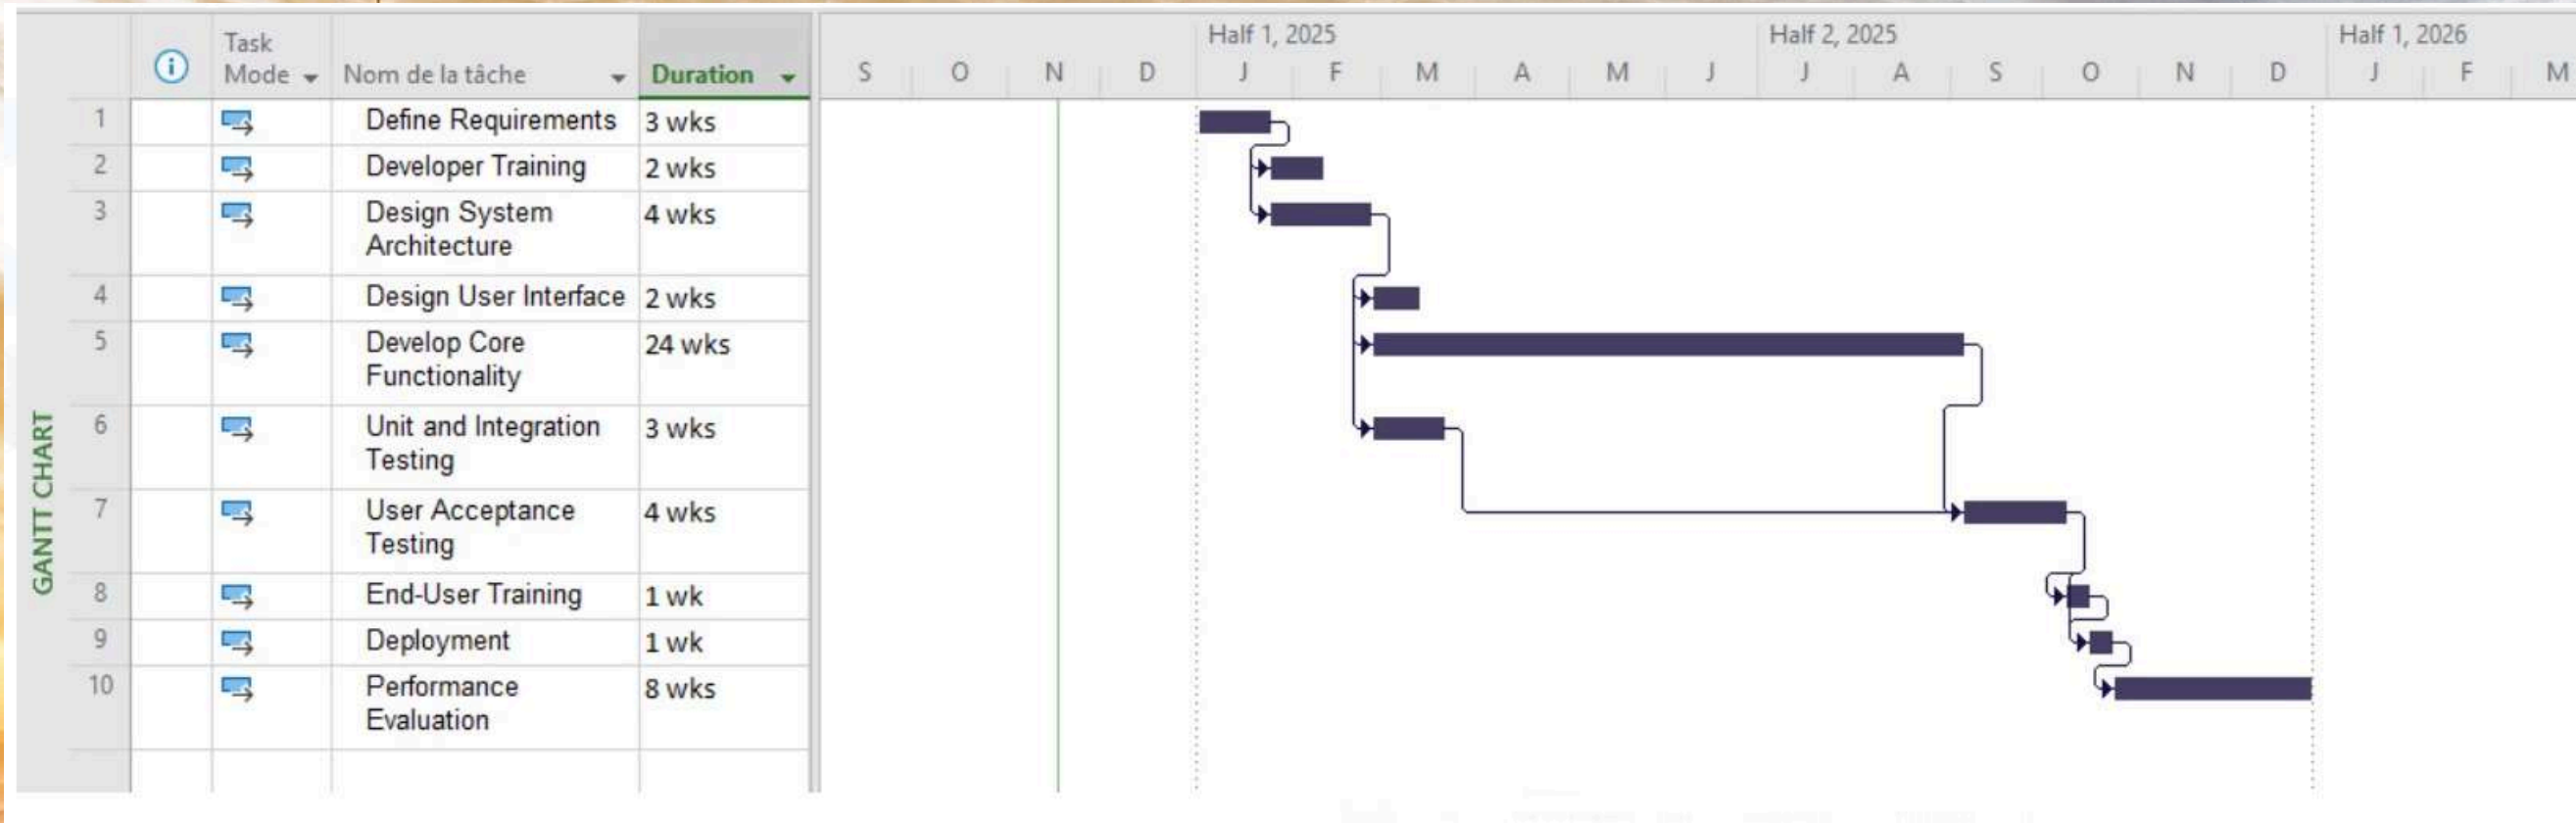 Half 1, 2025 Half 2, 2025 Half 1, 2026
Task
Mode Nom de la tâche Duration S O N D J F M A M J J A S O N D J F M
1 Define Requirements 3 wks
2 Developer Training 2 wks
3 Design System 4 wks
Architecture
4 Design User Interface 2 wks
5 Develop Core 24 wks
Functionality
6 Unit and Integration 3 wks
Testing
7 User Acceptance 4 wks
Testing
8 End-User Training 1 wk
9 Deployment 1 wk
10 Performance 8 wks
Evaluation
GANTT CHART